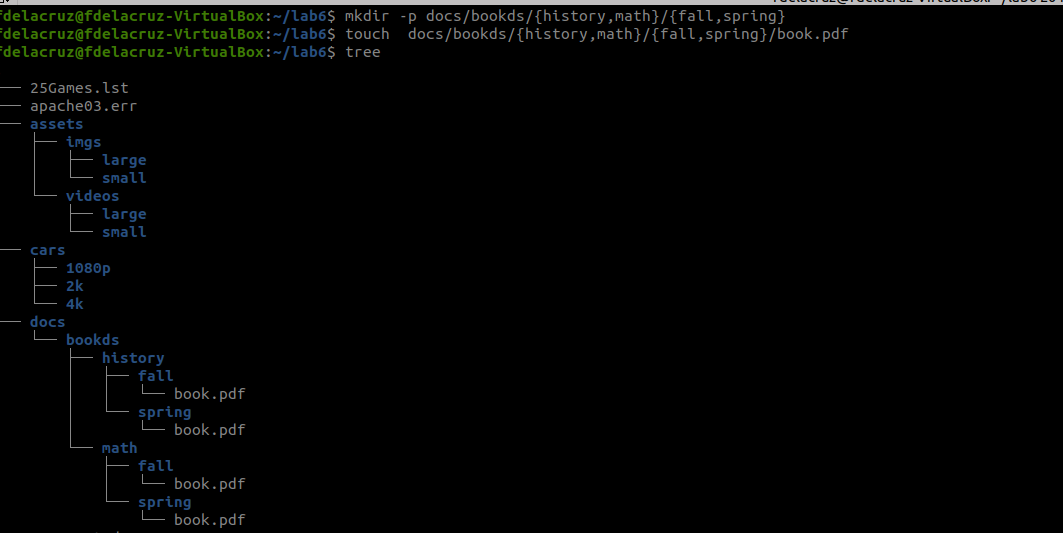 fdelacruz@fdelacruz-VirtualBox:~/lab6$ mkdir -p docs/bookds/{history,math}/{fall,spring}
fdelacruz@fdelacruz-VirtualBox:~/lab6$ touch  docs/bookds/{history,math}/{fall,spring}/book.pdf
fdelacruz@fdelacruz-VirtualBox:~/lab6$ tree
── 25Games.lst
── apache03.err
── assets
├── imgs
│   ├── large
│   └── small
└── videos
    ├── large
    └── small
── cars
├── 1080p
├── 2k
└── 4k
── docs
└── bookds
    ├── history
    │   ├── fall
    │   │   └── book.pdf
    │   └── spring
    │       └── book.pdf
    └── math
        ├── fall
        │   └── book.pdf
        └── spring
            └── book.pdf